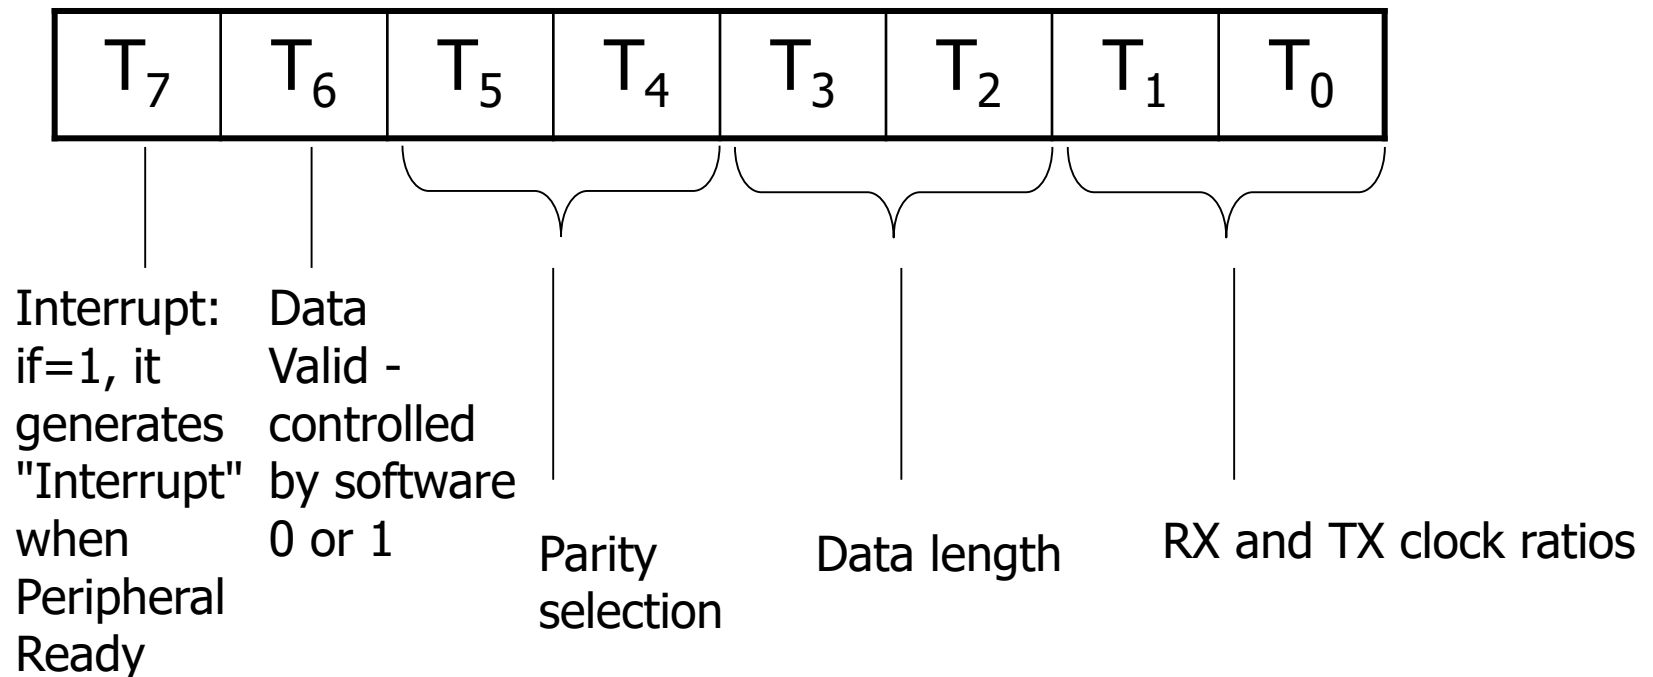 T₇ T₆ T₅ T₄ T₃ T₂ T₁ T₀
Interrupt:
if=1, it
generates
"Interrupt"
when
Peripheral
Ready
Data
Valid -
controlled
by software
0 or 1
Parity
selection
Data length
RX and TX clock ratios